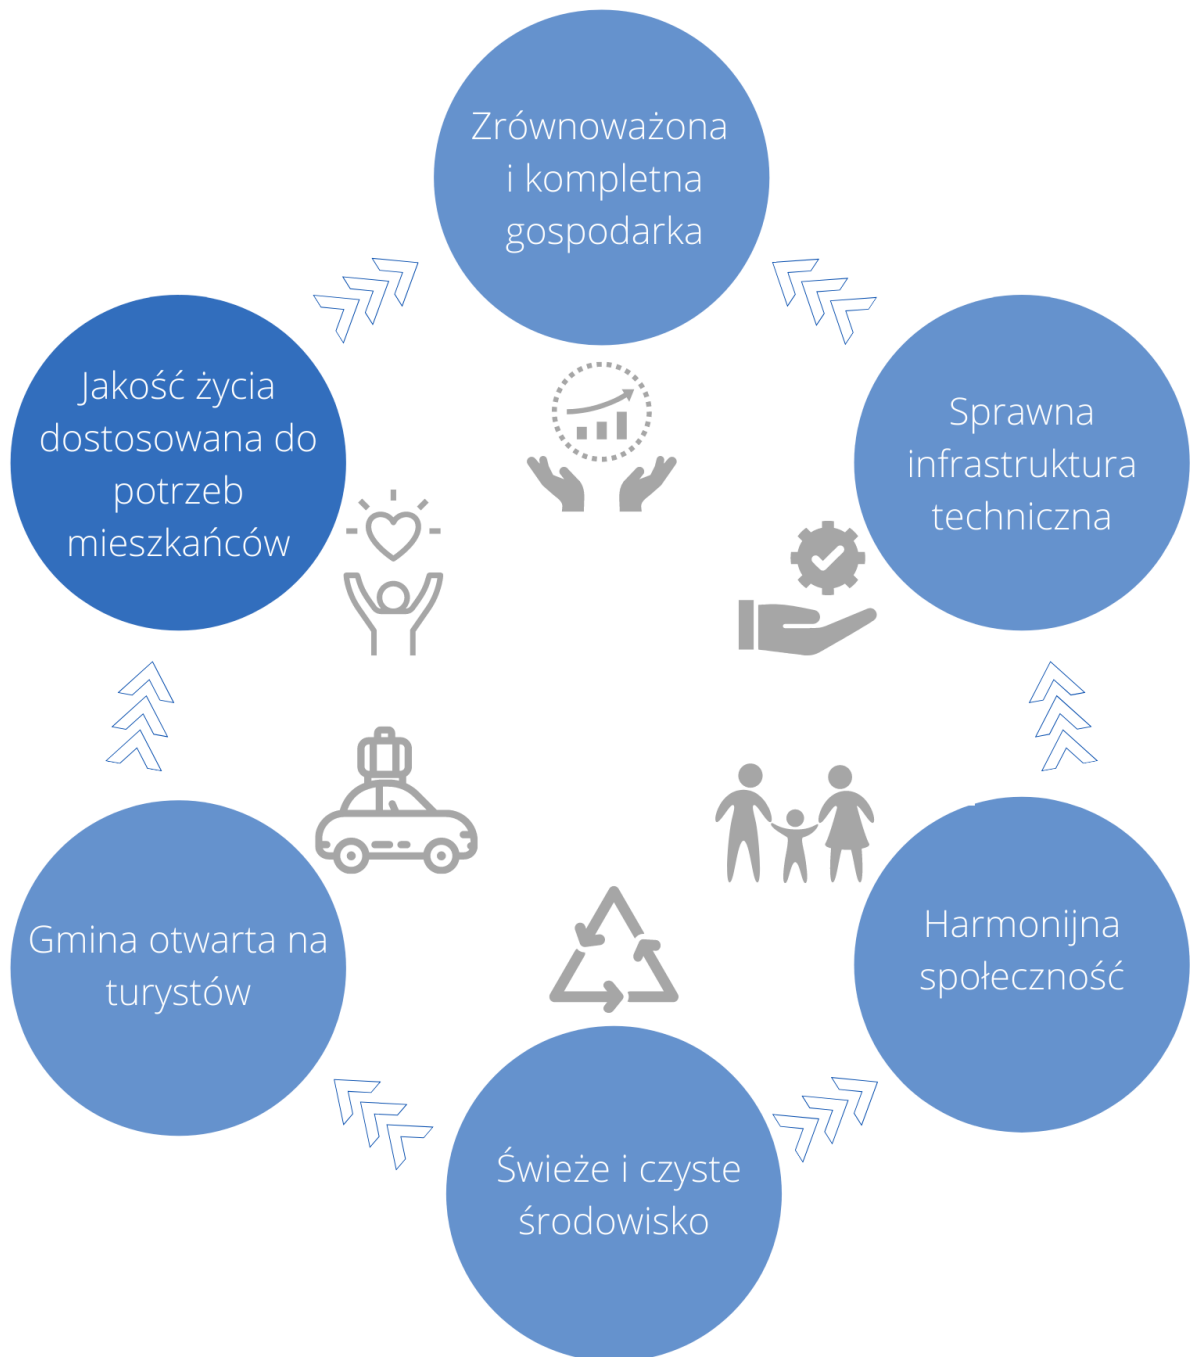 Zrównoważona
i kompletna
gospodarka
Jakość życia
dostosowana do
potrzeb
mieszkańców
Sprawna
infrastruktura
techniczna
Gmina otwarta na
turystów
Harmonijna
społeczność
Świeże i czyste
środowisko